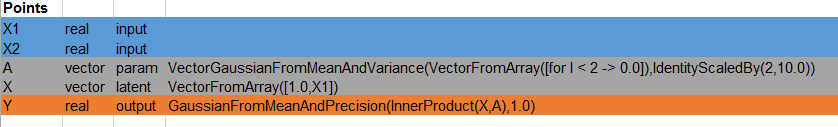 Points
X1 real input
X2 real input
A vector param VectorGaussianFromMeanAndVariance(VectorFromArray([for I < 2 -> 0.0]),IdentityScaledBy(2,10.0))
X vector latent VectorFromArray([1.0,X1])
Y real output GaussianFromMeanAndPrecision(InnerProduct(X,A),1.0)